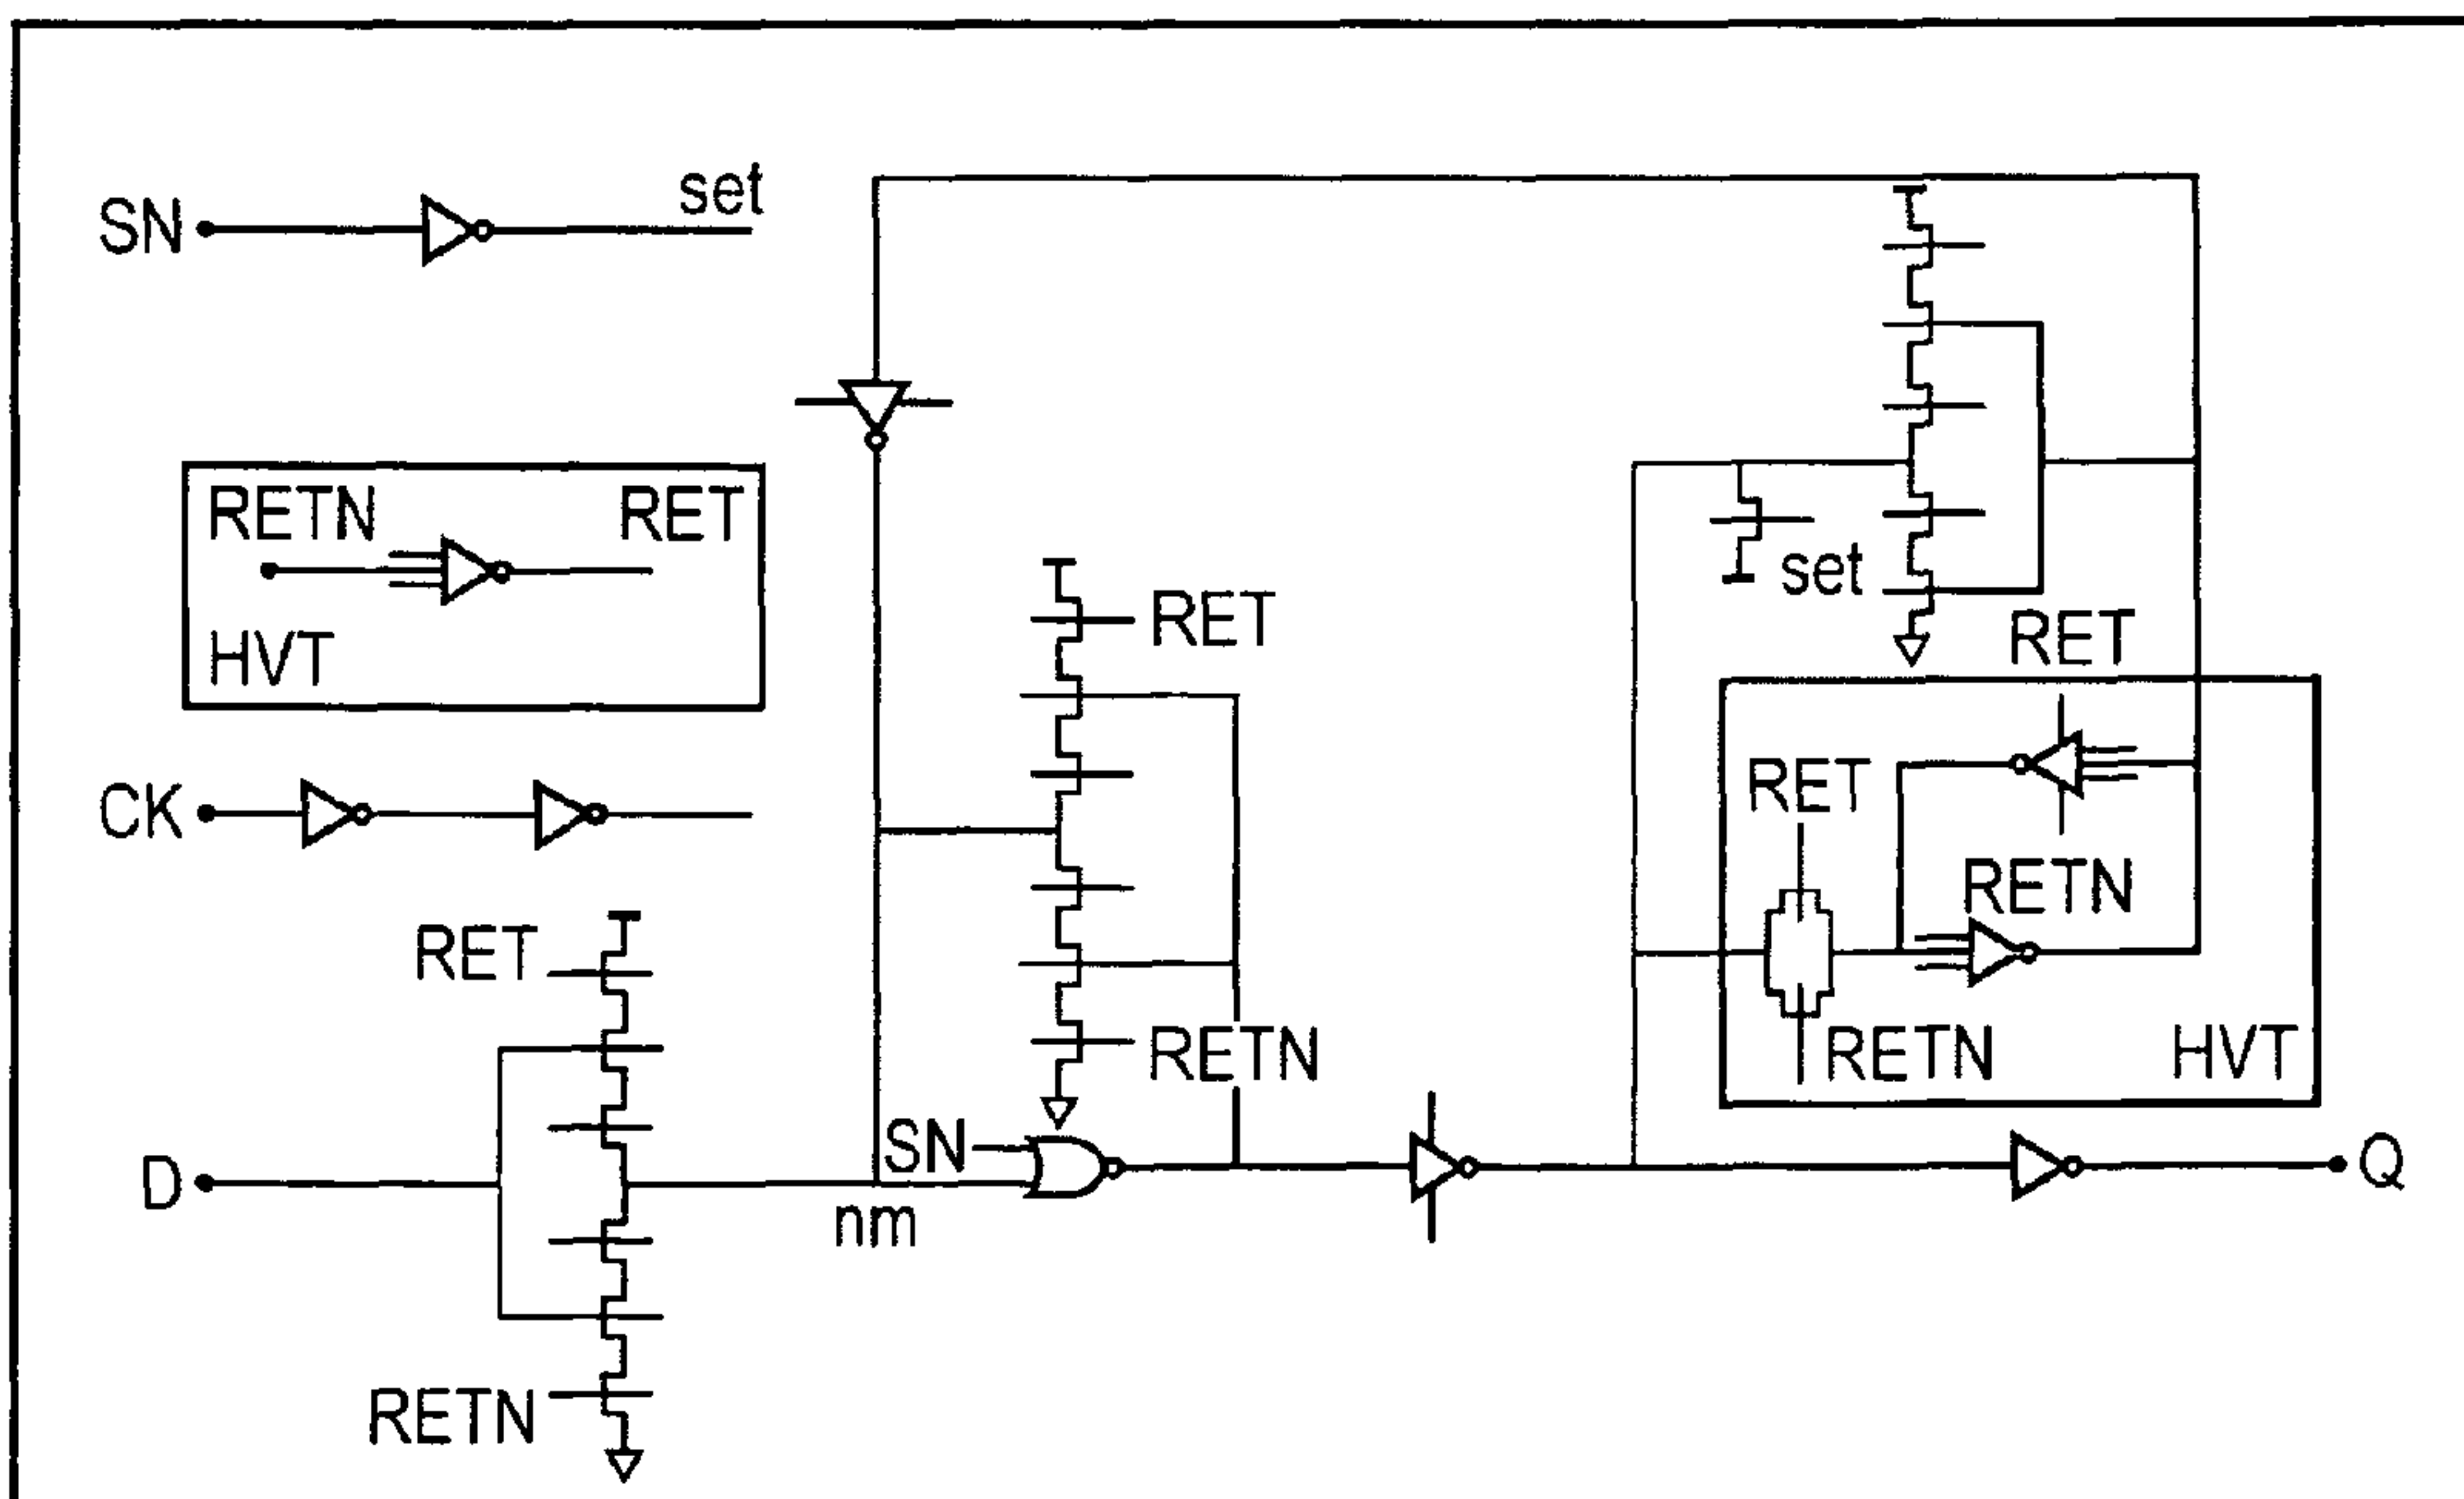 SN
set
RETN
RET
HVT
CK
RET
RETN
D
nm
SN
RET
RETN
set
RET
RET
RETN
RETN
HVT
Q